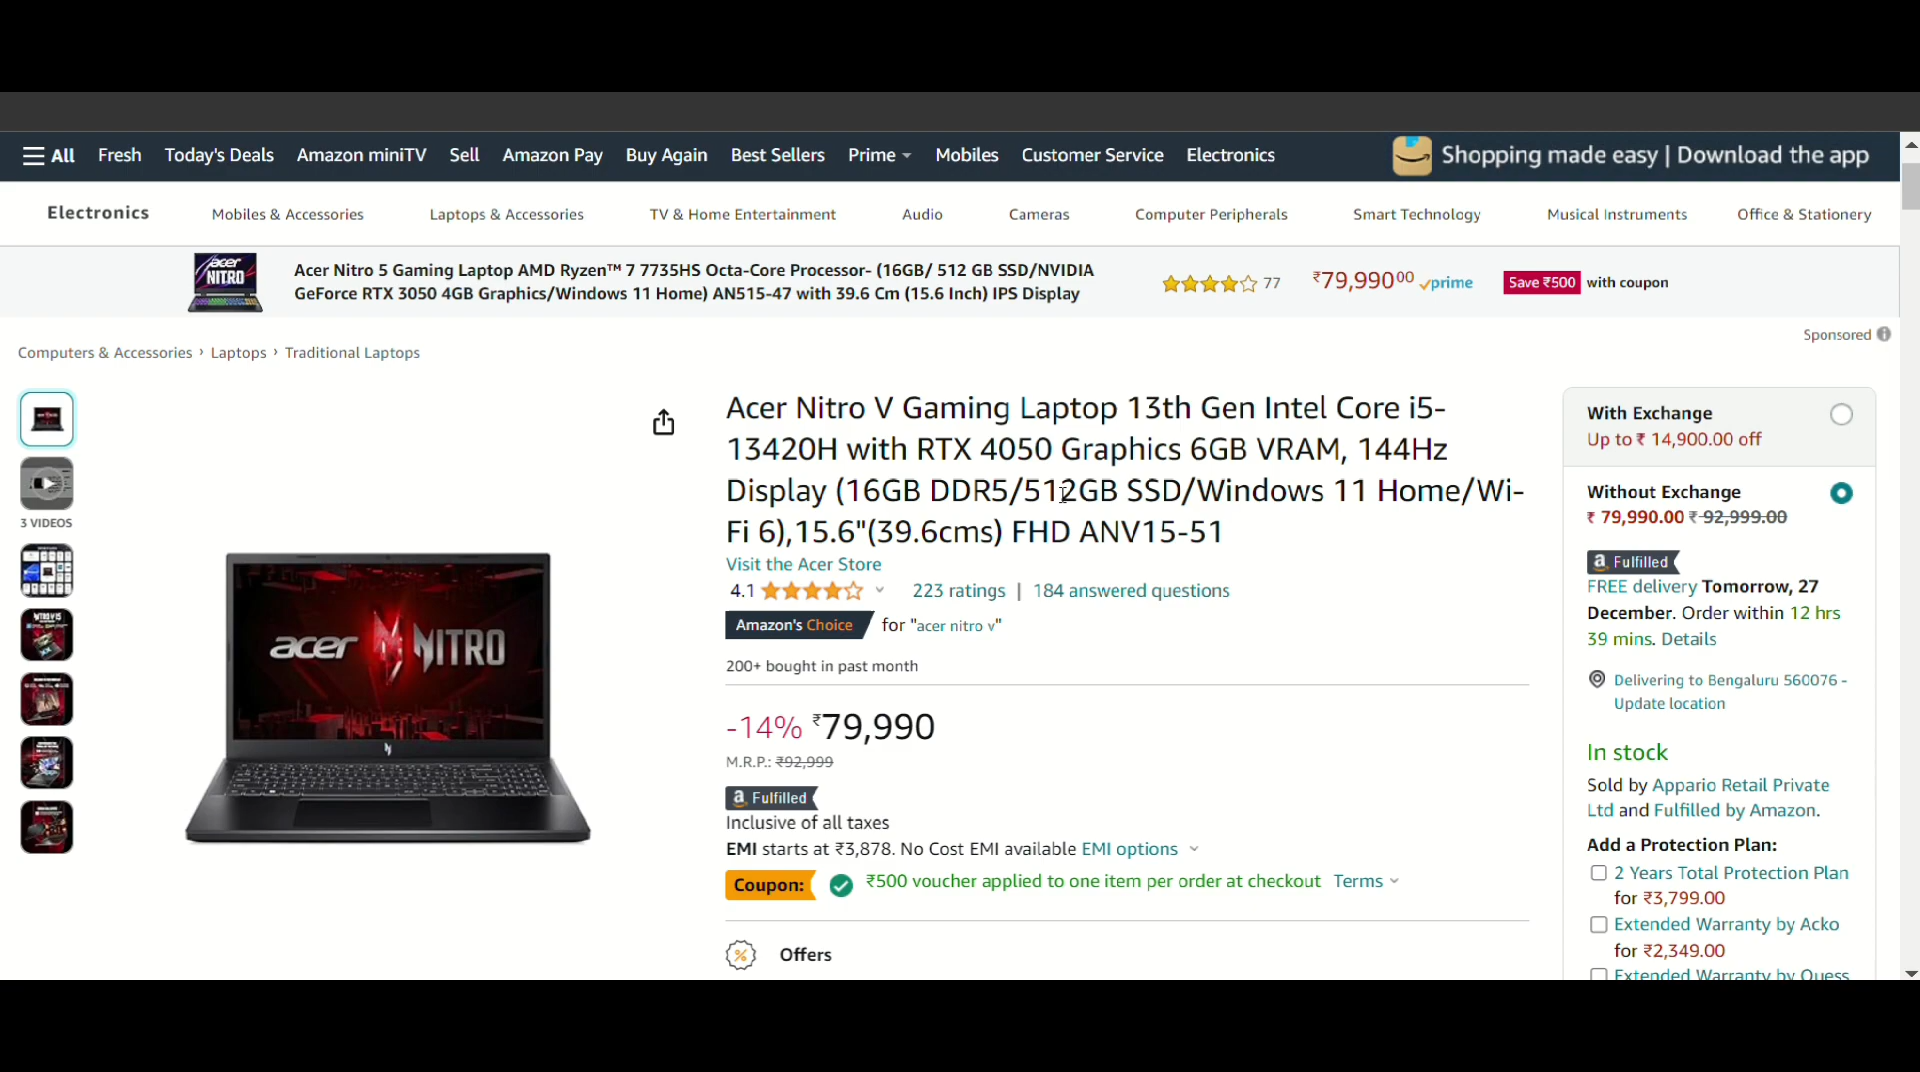 All Fresh Today's Deals Amazon miniTV Sell Amazon Pay Buy Again Best Sellers Prime Mobiles Customer Service Electronics Shopping made easy | Download the app
Electronics Mobiles & Accessories Laptops & Accessories TV & Home Entertainment Audio Cameras Computer Peripherals Smart Technology Musical Instruments Office & Stationery
acer
NITRO
Acer Nitro 5 Gaming Laptop AMD Ryzen™ 7 7735HS Octa-Core Processor- (16GB/ 512 GB SSD/NVIDIA
GeForce RTX 3050 4GB Graphics/Windows 11 Home) AN515-47 with 39.6 Cm (15.6 Inch) IPS Display
77 ₹79,990⁰⁰ prime Save ₹500 with coupon
Sponsored
Computers & Accessories › Laptops › Traditional Laptops
3 VIDEOS
acer NITRO
Acer Nitro V Gaming Laptop 13th Gen Intel Core i5-
13420H with RTX 4050 Graphics 6GB VRAM, 144Hz
Display (16GB DDR5/512GB SSD/Windows 11 Home/Wi-
Fi 6),15.6"(39.6cms) FHD ANV15-51
Visit the Acer Store
4.1 223 ratings | 184 answered questions
Amazon's Choice for "acer nitro v"
200+ bought in past month
-14% ₹79,990
M.R.P.: ₹92,999
a Fulfilled
Inclusive of all taxes
EMI starts at ₹3,878. No Cost EMI available EMI options
Coupon: ₹500 voucher applied to one item per order at checkout Terms
% Offers
With Exchange
Up to ₹ 14,900.00 off
Without Exchange
₹ 79,990.00 ₹ 92,999.00
a Fulfilled
FREE delivery Tomorrow, 27
December. Order within 12 hrs
39 mins. Details
Delivering to Bengaluru 560076 -
Update location
In stock
Sold by Appario Retail Private
Ltd and Fulfilled by Amazon.
Add a Protection Plan:
2 Years Total Protection Plan
for ₹3,799.00
Extended Warranty by Acko
for ₹2,349.00
Extended Warranty by Quess